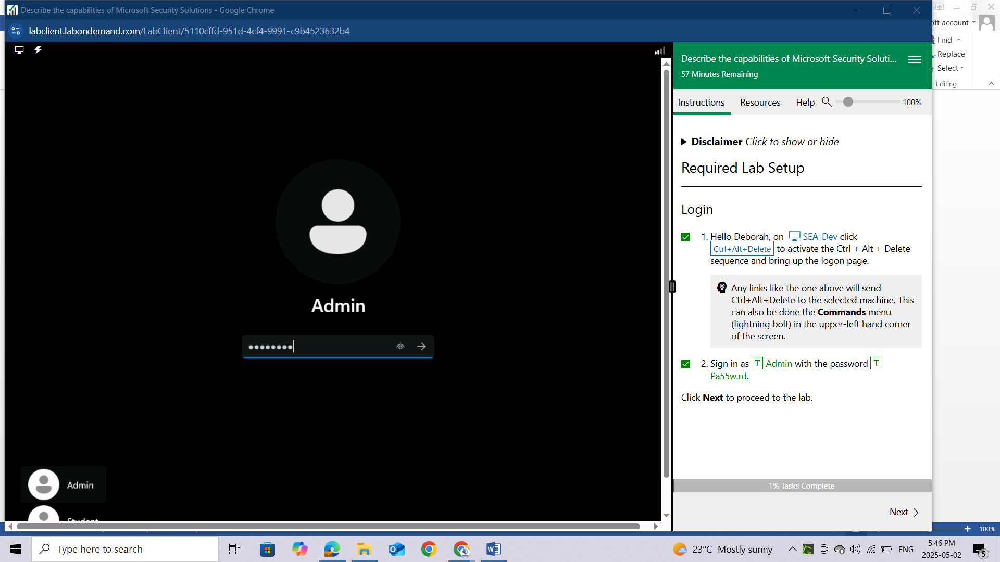 Describe the capabilities of Microsoft Security Solutions - Google Chrome
labclient.labondemand.com/LabClient/5110cffd-951d-4cf4-9991-c9b4523632b4
oft account
Find
Replace
Select
Editing
Describe the capabilities of Microsoft Security Soluti...
57 Minutes Remaining
Instructions Resources Help 100%
Disclaimer Click to show or hide
Required Lab Setup
Login
1. Hello Deborah, on SEA-Dev click
Ctrl+Alt+Delete to activate the Ctrl + Alt + Delete
sequence and bring up the logon page.
Any links like the one above will send
Ctrl+Alt+Delete to the selected machine. This
can also be done the Commands menu
(lightning bolt) in the upper-left hand corner
of the screen.
2. Sign in as T Admin with the password T
Pa55w.rd.
Click Next to proceed to the lab.
1% Tasks Complete
Next
Admin
Admin
Student
100%
Type here to search
23°C Mostly sunny
ENG
5:46 PM
2025-05-02
5